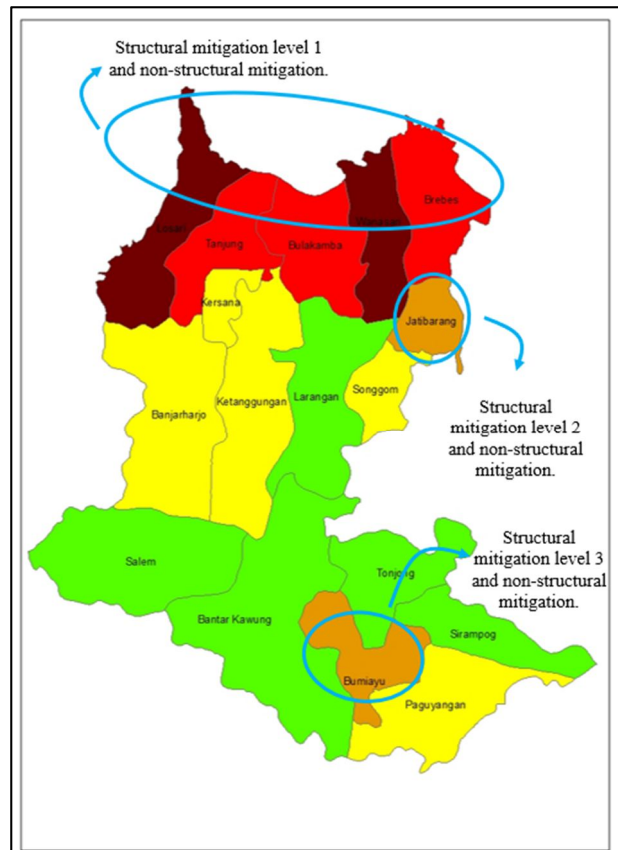 Structural mitigation level 1
and non-structural mitigation.
Losari
Tanjung
Bulakamba
Wanasari
Brebes
Kersana
Jatibarang
Banjarharjo
Ketanggungan
Larangan
Songgom
Structural
mitigation level 2
and non-structural
mitigation.
Structural
mitigation level 3
and non-structural
mitigation.
Salem
Bantar Kawung
Tonjong
Sirampog
Bumiayu
Paguyangan